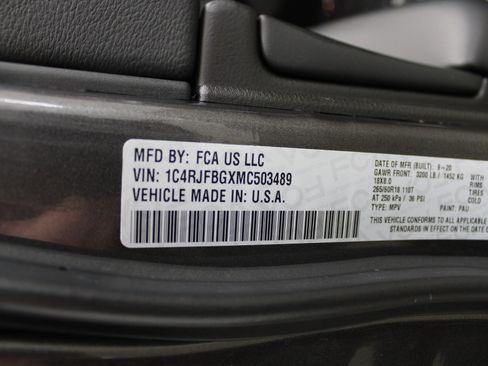 MFD BY: FCA US LLC
VIN: 1C4RJFBGXMC503489
VEHICLE MADE IN: U.S.A.
DATE OF MFR (BUILT): 9-20
GAWR FRONT: 3200 LB / 1452 KG WITH
18X8.0 RIMS
265/60R18 110T TIRES
AT 250 kPa / 36 PSI COLD
TYPE: MPV PAINT: PAU
THIS VEHICLE CONFORMS TO ALL APPLICABLE
STANDARDS IN EFFECT ON THE DATE O